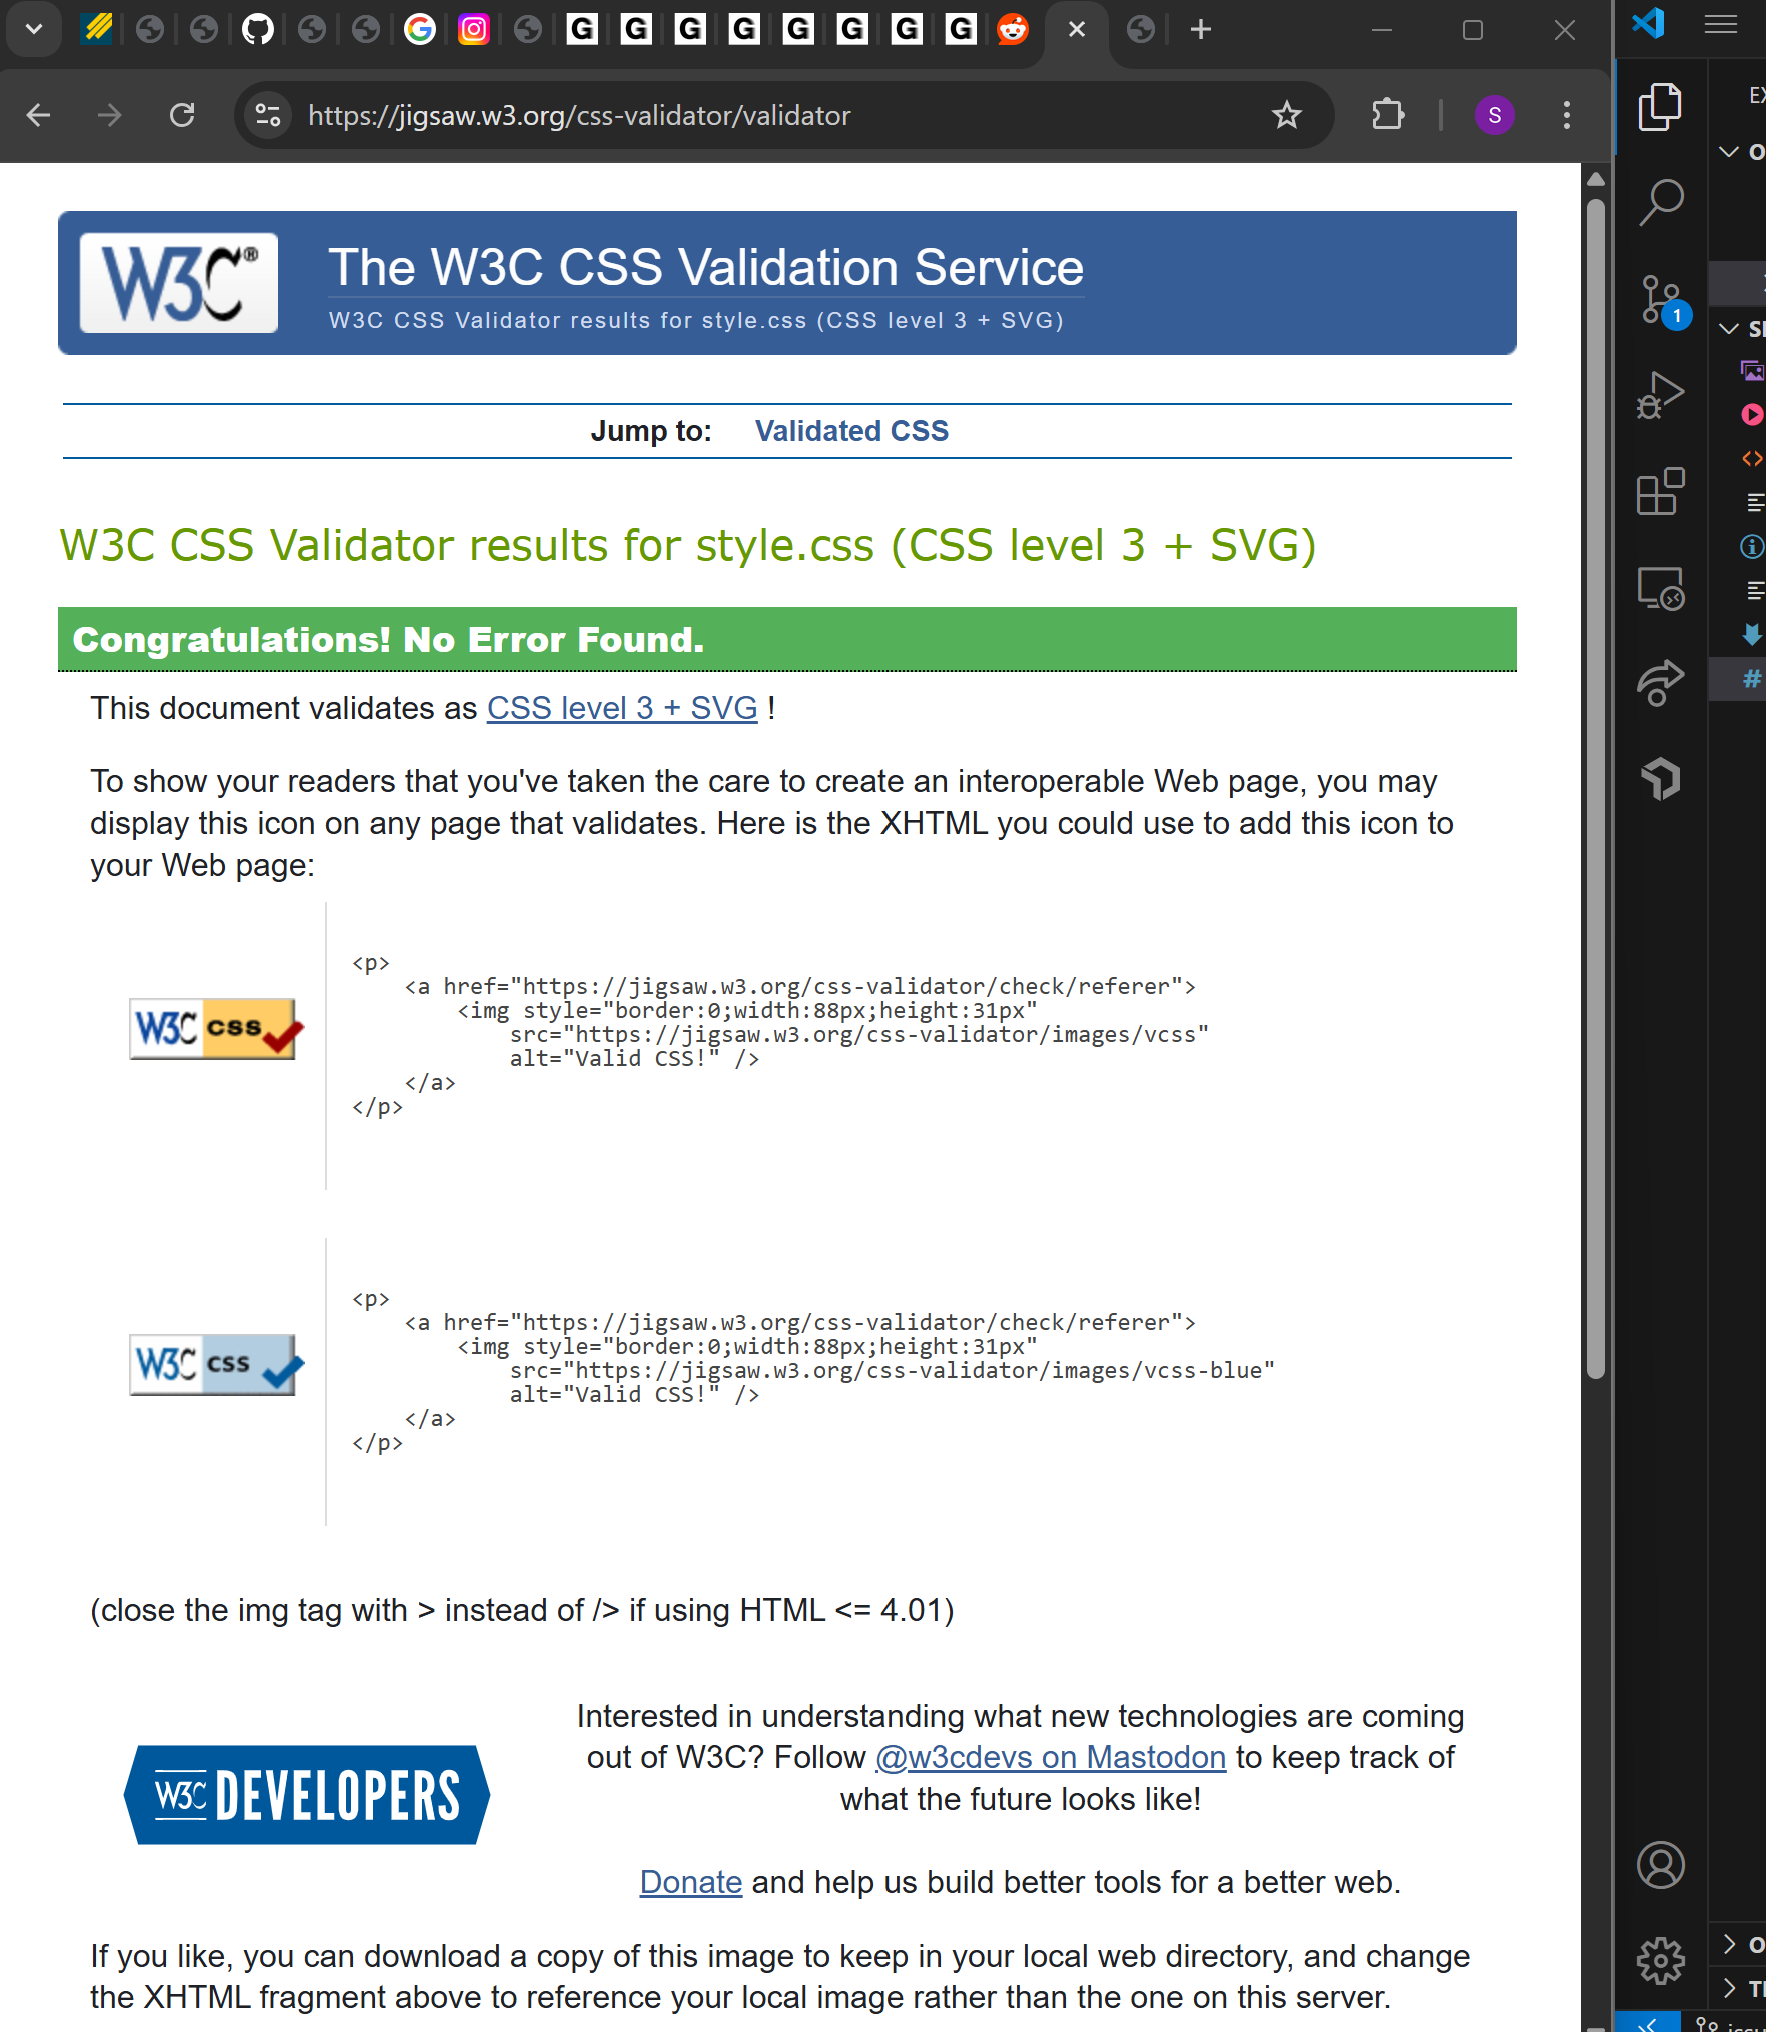 https://jigsaw.w3.org/css-validator/validator
S
W3C®
The W3C CSS Validation Service
W3C CSS Validator results for style.css (CSS level 3 + SVG)
Jump to: Validated CSS
W3C CSS Validator results for style.css (CSS level 3 + SVG)
Congratulations! No Error Found.
This document validates as CSS level 3 + SVG !
To show your readers that you've taken the care to create an interoperable Web page, you may
display this icon on any page that validates. Here is the XHTML you could use to add this icon to
your Web page:
W3C css
<p>
<a href="https://jigsaw.w3.org/css-validator/check/referer">
<img style="border:0;width:88px;height:31px"
src="https://jigsaw.w3.org/css-validator/images/vcss"
alt="Valid CSS!" />
</a>
</p>
W3C css
<p>
<a href="https://jigsaw.w3.org/css-validator/check/referer">
<img style="border:0;width:88px;height:31px"
src="https://jigsaw.w3.org/css-validator/images/vcss-blue"
alt="Valid CSS!" />
</a>
</p>
(close the img tag with > instead of /> if using HTML <= 4.01)
W3C DEVELOPERS
Interested in understanding what new technologies are coming
out of W3C? Follow @w3cdevs on Mastodon to keep track of
what the future looks like!
Donate and help us build better tools for a better web.
If you like, you can download a copy of this image to keep in your local web directory, and change
the XHTML fragment above to reference your local image rather than the one on this server.
1